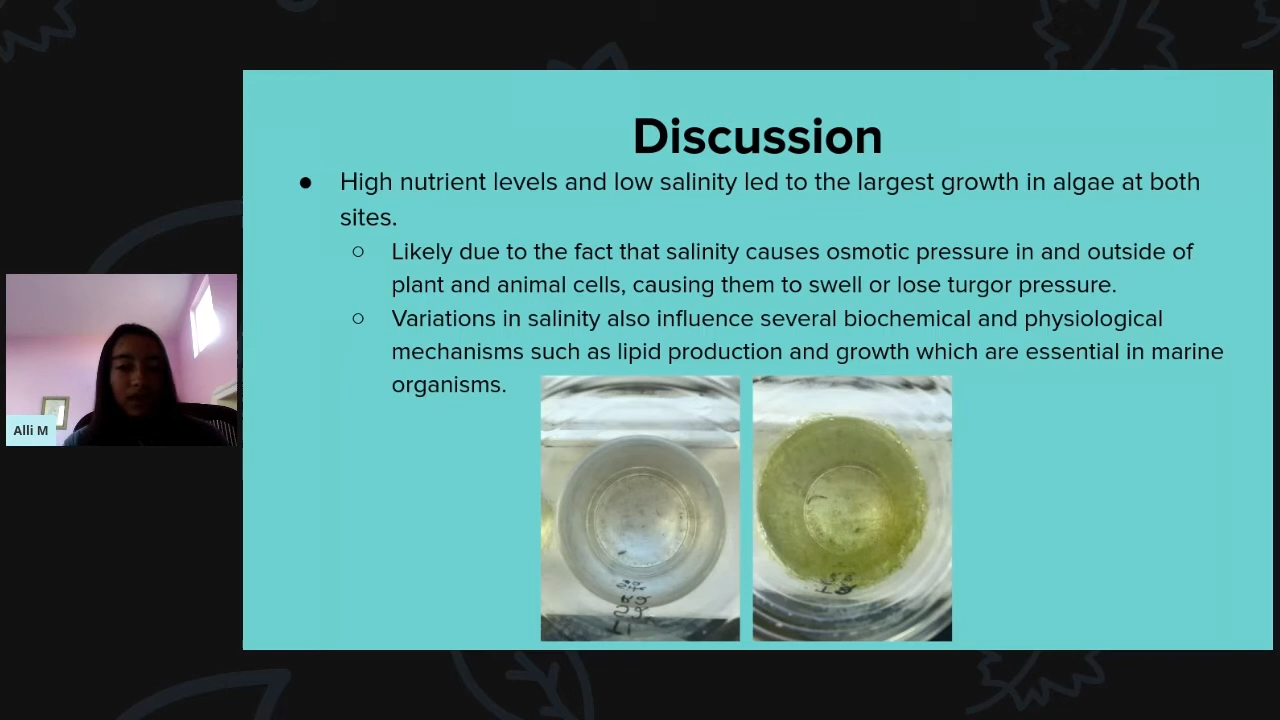 Discussion
● High nutrient levels and low salinity led to the largest growth in algae at both
sites.
○ Likely due to the fact that salinity causes osmotic pressure in and outside of
plant and animal cells, causing them to swell or lose turgor pressure.
○ Variations in salinity also influence several biochemical and physiological
mechanisms such as lipid production and growth which are essential in marine
organisms.
Alli M